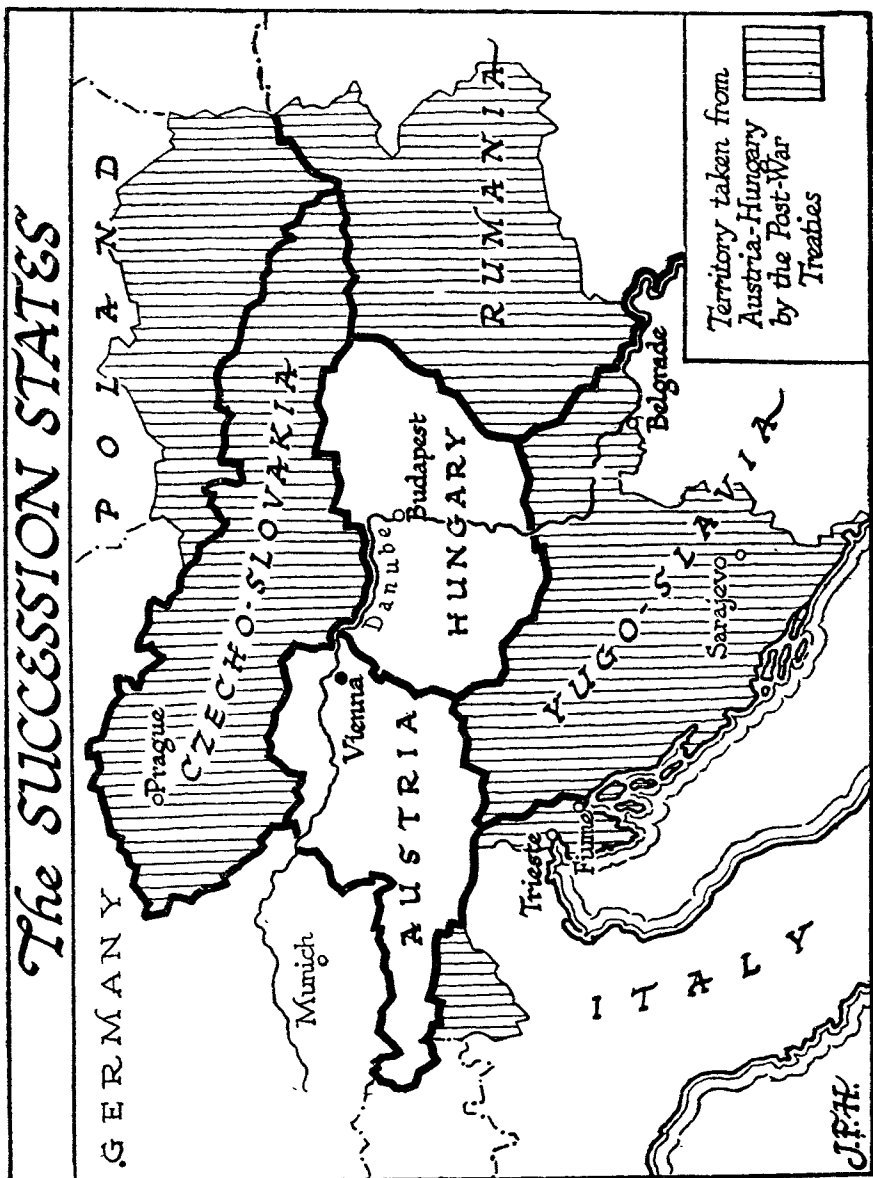 The SUCCESSION STATES
GERMANY
POLAND
Prague
CZECHO-SLOVAKIA
Munich
Vienna
Danube
Budapest
AUSTRIA
HUNGARY
RUMANIA
Trieste
Fiume
YUGO-SLAVIA
Belgrade
Sarajevo
ITALY
Territory taken from
Austria-Hungary
by the Post-War
Treaties
J.F.H.